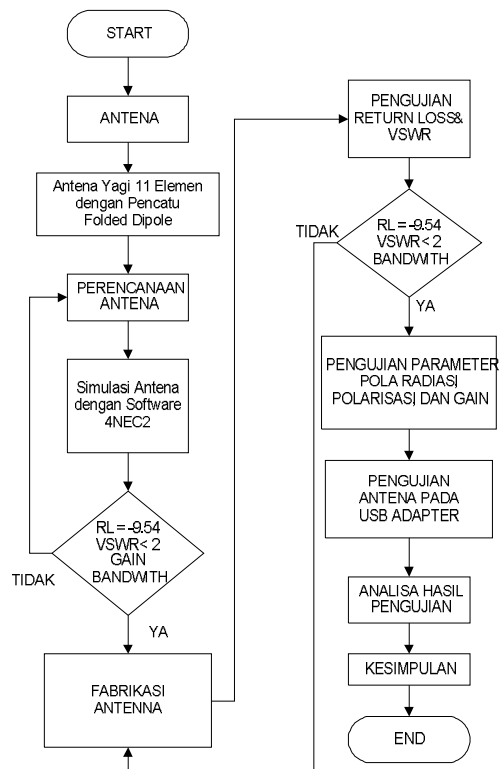 START
ANTENA
Antena Yagi 11 Elemen
dengan Pencatu
Folded Dipole
PERENCANAAN
ANTENA
Simulasi Antena
dengan Software
4NEC2
RL = -9.54
VSWR< 2
GAIN
BANDWITH
TIDAK
YA
FABRIKASI
ANTENNA
PENGUJIAN
RETURN LOSS&
VSWR
TIDAK
RL = -9.54
VSWR< 2
BANDWITH
YA
PENGUJIAN PARAMETER
POLA RADIASI
POLARISASI DAN GAIN
PENGUJIAN
ANTENA PADA
USB ADAPTER
ANALISA HASIL
PENGUJIAN
KESIMPULAN
END